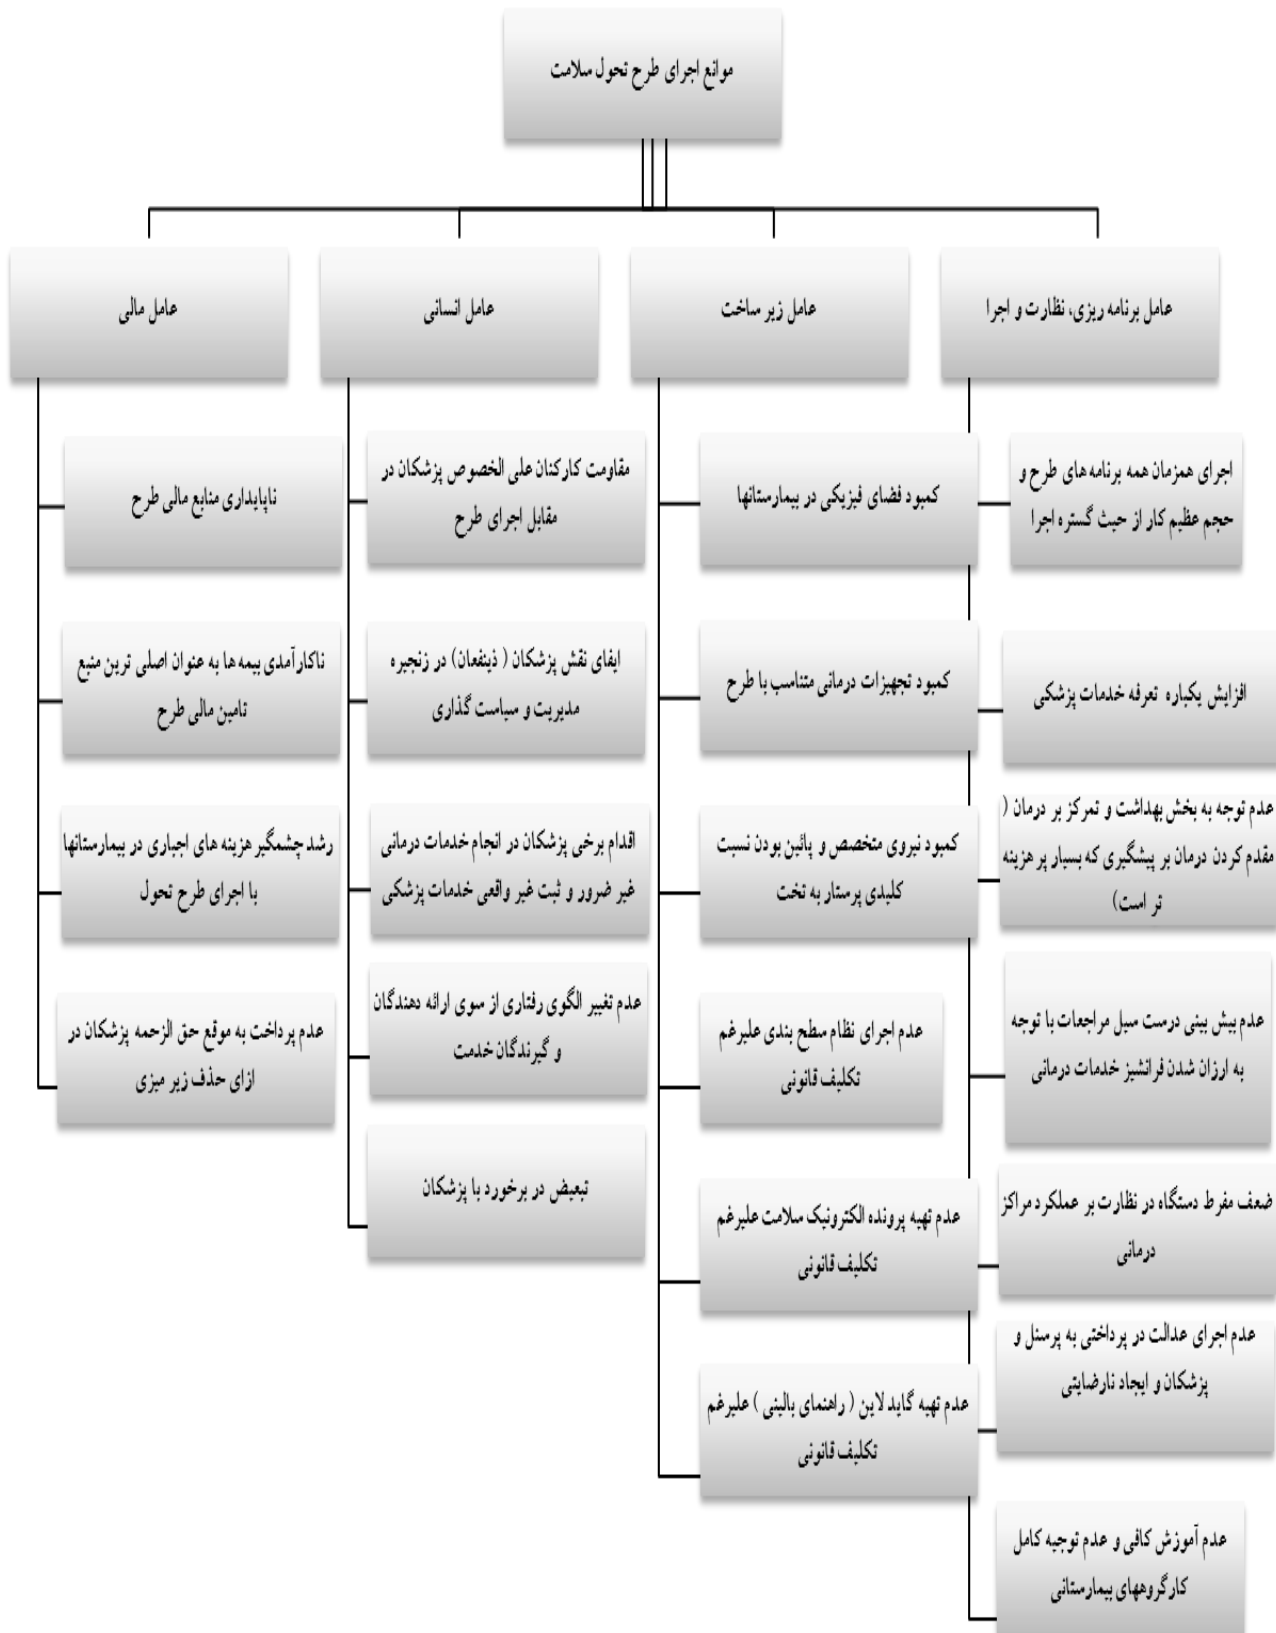 موانع اجرای طرح تحول سلامت
عامل برنامه ریزی، نظارت و اجرا
اجرای همزمان همه برنامه های طرح و
حجم عظیم کار از حیث گستره اجرا
افزایش یکباره تعرفه خدمات پزشکی
عدم توجه به بخش بهداشت و تمرکز بر درمان (
مقدم کردن درمان بر پیشگیری که بسیار پر هزینه
تر است)
عدم پیش بینی درست سیل مراجعات با توجه
به ارزان شدن فرانشیز خدمات درمانی
ضعف مفرط دستگاه در نظارت بر عملکرد مراکز
درمانی
عدم اجرای عدالت در پرداختی به پرسنل و
پزشکان و ایجاد نارضایتی
عدم آموزش کافی و عدم توجیه کامل
کارگروههای بیمارستانی
عامل زیر ساخت
کمبود فضای فیزیکی در بیمارستانها
کمبود تجهیزات درمانی متناسب با طرح
کمبود نیروی متخصص و پائین بودن نسبت
کلیدی پرستار به تخت
عدم اجرای نظام سطح بندی علیرغم
تکلیف قانونی
عدم تهیه پرونده الکترونیک سلامت علیرغم
تکلیف قانونی
عدم تهیه گاید لاین ( راهنمای بالینی ) علیرغم
تکلیف قانونی
عامل انسانی
مقاومت کارکنان علی الخصوص پزشکان در
مقابل اجرای طرح
ایفای نقش پزشکان ( ذینفعان) در زنجیره
مدیریت و سیاست گذاری
اقدام برخی پزشکان در انجام خدمات درمانی
غیر ضرور و ثبت غیر واقعی خدمات پزشکی
عدم تغییر الگوی رفتاری از سوی ارائه دهندگان
و گیرندگان خدمت
تبعیض در برخورد با پزشکان
عامل مالی
ناپایداری منابع مالی طرح
ناکارآمدی بیمه ها به عنوان اصلی ترین منبع
تامین مالی طرح
رشد چشمگیر هزینه های اجباری در بیمارستانها
با اجرای طرح تحول
عدم پرداخت به موقع حق الزحمه پزشکان در
ازای حذف زیر میزی